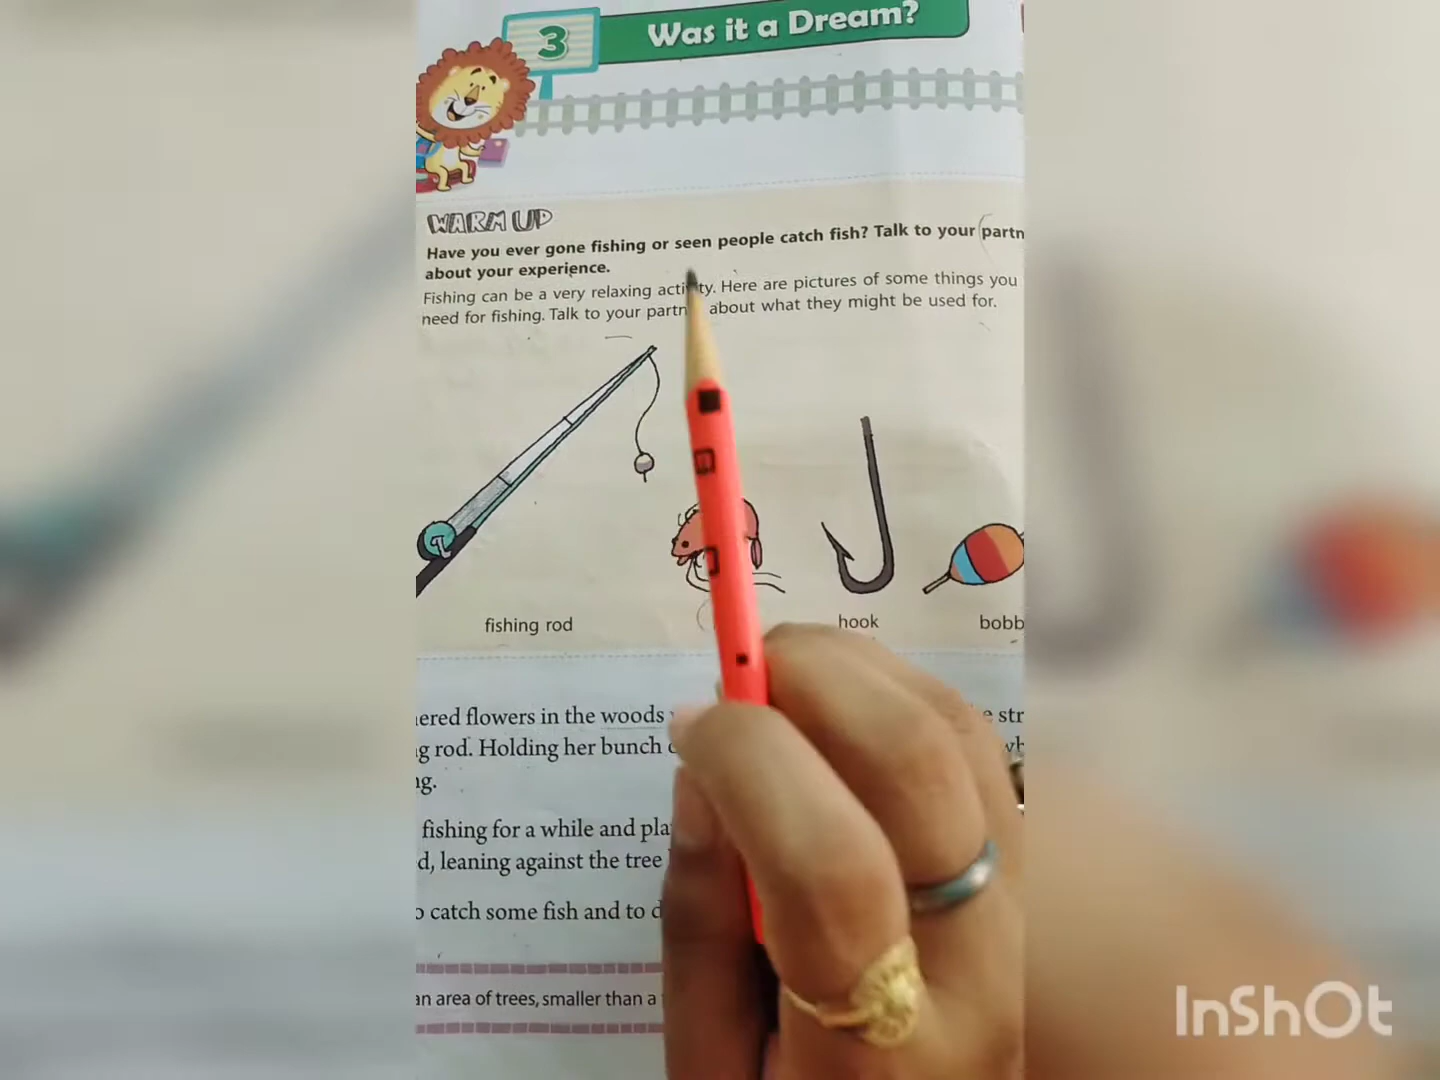 3
Was it a Dream?
WARM UP
Have you ever gone fishing or seen people catch fish? Talk to your partn
about your experience.
Fishing can be a very relaxing activity. Here are pictures of some things you
need for fishing. Talk to your partn about what they might be used for.
fishing rod
hook
bobb
ered flowers in the woods
e str
g rod. Holding her bunch
wh
ng.
fishing for a while and pla
d, leaning against the tree
o catch some fish and to d
an area of trees, smaller than a
InShOt